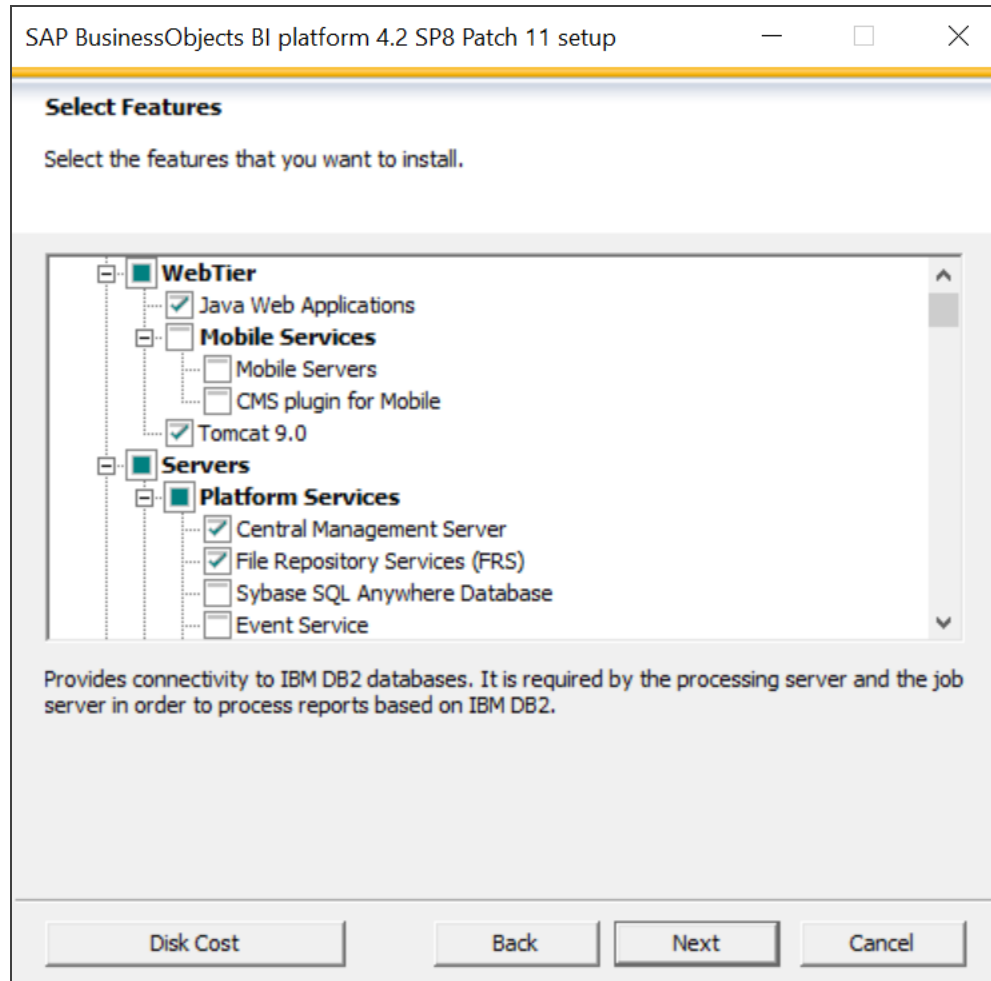 SAP BusinessObjects BI platform 4.2 SP8 Patch 11 setup
Select Features
Select the features that you want to install.
WebTier
Java Web Applications
Mobile Services
Mobile Servers
CMS plugin for Mobile
Tomcat 9.0
Servers
Platform Services
Central Management Server
File Repository Services (FRS)
Sybase SQL Anywhere Database
Event Service
Provides connectivity to IBM DB2 databases. It is required by the processing server and the job
server in order to process reports based on IBM DB2.
Disk Cost Back Next Cancel